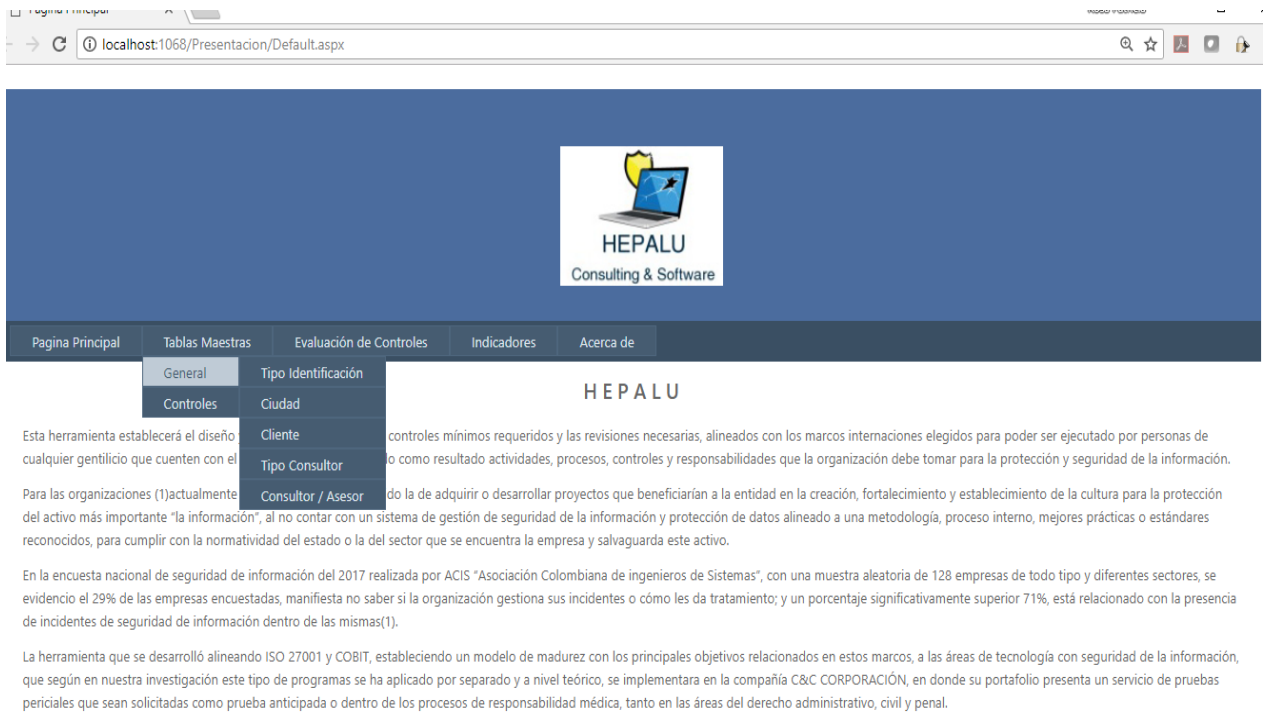 Pagina Principal
localhost:1068/Presentacion/Default.aspx
HEPALU
Consulting & Software
Pagina Principal Tablas Maestras Evaluación de Controles Indicadores Acerca de
General Tipo Identificación
HEPALU
Controles Ciudad
Esta herramienta establecerá el diseño Cliente controles mínimos requeridos y las revisiones necesarias, alineados con los marcos internaciones elegidos para poder ser ejecutado por personas de
cualquier gentilicio que cuenten con el Tipo Consultor lo como resultado actividades, procesos, controles y responsabilidades que la organización debe tomar para la protección y seguridad de la información.
Para las organizaciones (1)actualmente Consultor / Asesor do la de adquirir o desarrollar proyectos que beneficiarían a la entidad en la creación, fortalecimiento y establecimiento de la cultura para la protección
del activo más importante "la información", al no contar con un sistema de gestión de seguridad de la información y protección de datos alineado a una metodología, proceso interno, mejores prácticas o estándares
reconocidos, para cumplir con la normatividad del estado o la del sector que se encuentra la empresa y salvaguarda este activo.
En la encuesta nacional de seguridad de información del 2017 realizada por ACIS "Asociación Colombiana de ingenieros de Sistemas", con una muestra aleatoria de 128 empresas de todo tipo y diferentes sectores, se
evidencio el 29% de las empresas encuestadas, manifiesta no saber si la organización gestiona sus incidentes o cómo les da tratamiento; y un porcentaje significativamente superior 71%, está relacionado con la presencia
de incidentes de seguridad de información dentro de las mismas(1).
La herramienta que se desarrolló alineando ISO 27001 y COBIT, estableciendo un modelo de madurez con los principales objetivos relacionados en estos marcos, a las áreas de tecnología con seguridad de la información,
que según en nuestra investigación este tipo de programas se ha aplicado por separado y a nivel teórico, se implementara en la compañía C&C CORPORACIÓN, en donde su portafolio presenta un servicio de pruebas
periciales que sean solicitadas como prueba anticipada o dentro de los procesos de responsabilidad médica, tanto en las áreas del derecho administrativo, civil y penal.